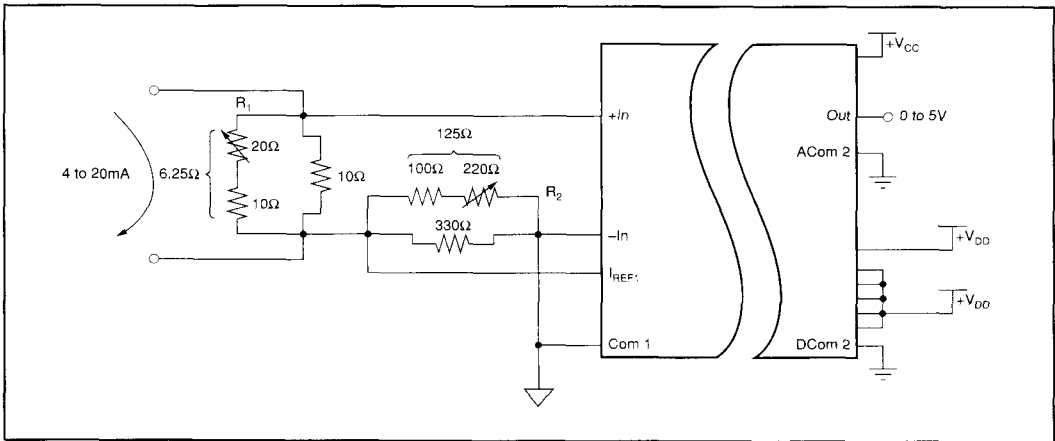 +V_CC
R_1
+In
Out
0 to 5V
20Ω
125Ω
ACom 2
4 to 20mA
6.25Ω
10Ω
100Ω
220Ω
R_2
10Ω
330Ω
–In
+V_DD
I_REF1
+V_DD
Com 1
DCom 2